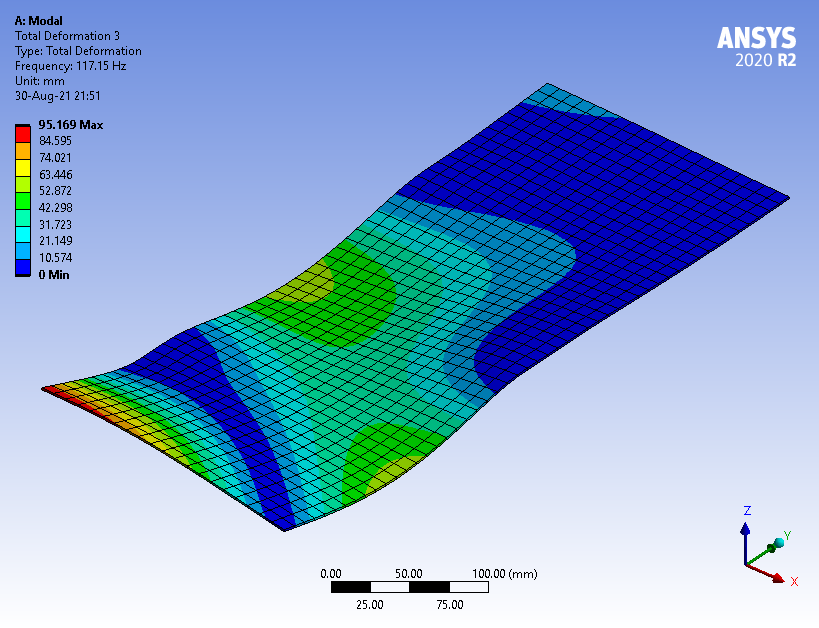 A: Modal
Total Deformation 3
Type: Total Deformation
Frequency: 117.15 Hz
Unit: mm
30-Aug-21 21:51
95.169 Max
84.595
74.021
63.446
52.872
42.298
31.723
21.149
10.574
0 Min
ANSYS
2020 R2
0.00 50.00 100.00 (mm)
25.00 75.00
Z
Y
X